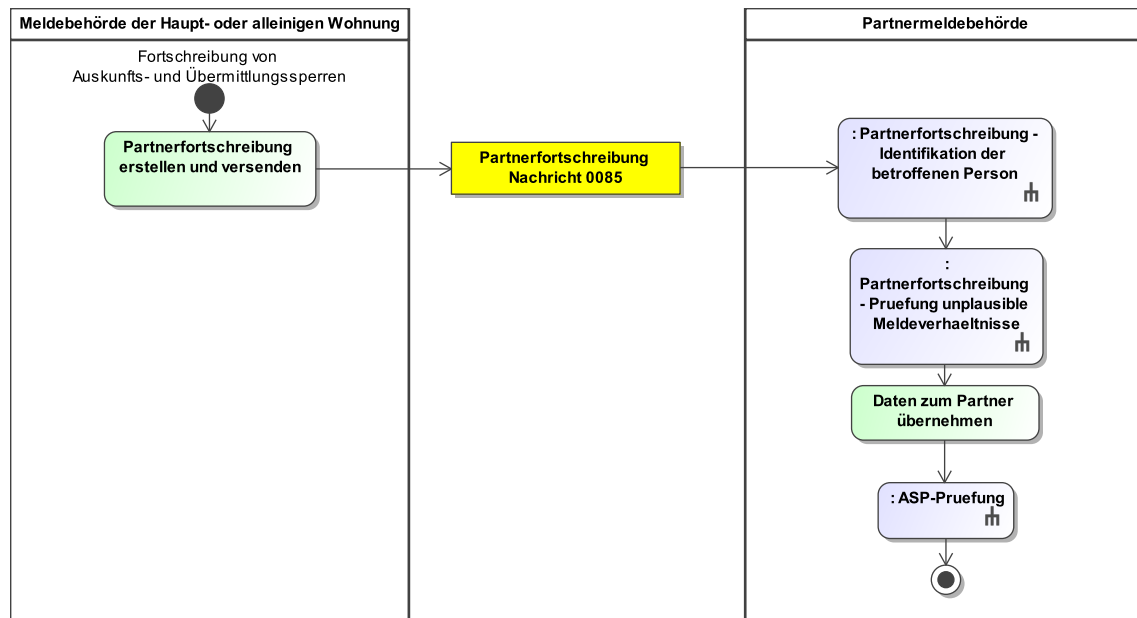 Meldebehörde der Haupt- oder alleinigen Wohnung
Fortschreibung von
Auskunfts- und Übermittlungssperren
Partnerfortschreibung
erstellen und versenden
Partnerfortschreibung
Nachricht 0085
Partnermeldebehörde
: Partnerfortschreibung -
Identifikation der
betroffenen Person
:
Partnerfortschreibung
- Pruefung unplausible
Meldeverhaeltnisse
Daten zum Partner
übernehmen
: ASP-Pruefung